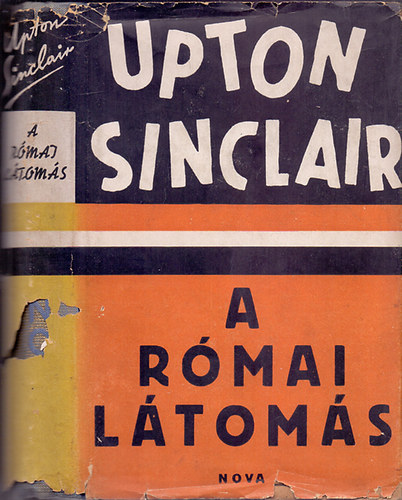 Upton
Sinclair
A
RÓMAI
LÁTOMÁS
UPTON
SINCLAIR
A
RÓMAI
LÁTOMÁS
NOVA